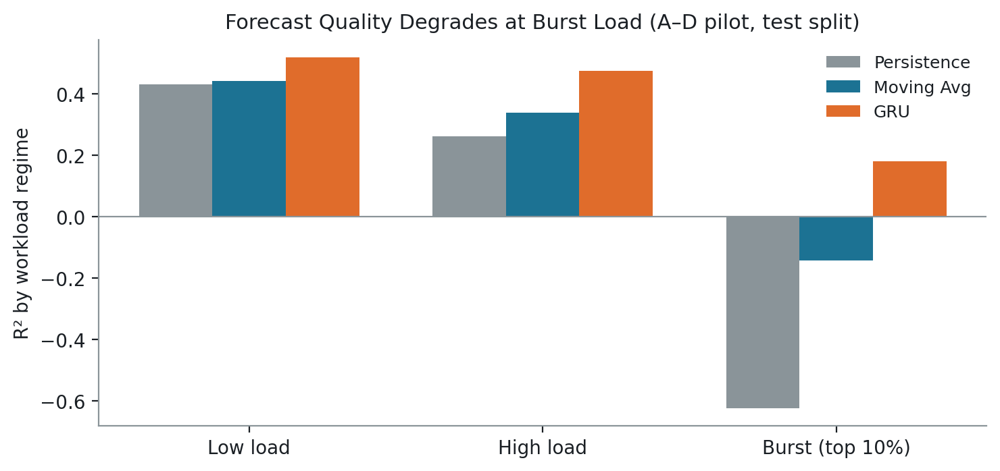 Forecast Quality Degrades at Burst Load (A–D pilot, test split)
Persistence
Moving Avg
GRU
R² by workload regime
0.4
0.2
0.0
−0.2
−0.4
−0.6
Low load
High load
Burst (top 10%)